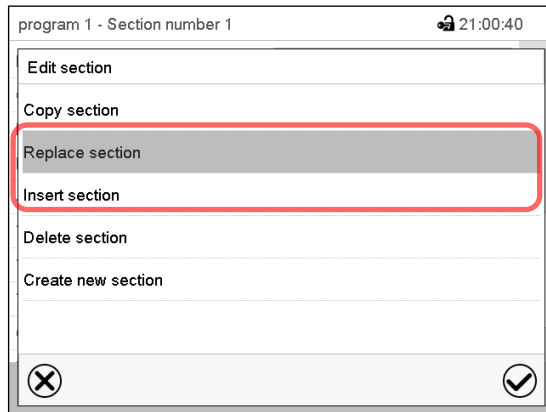 program 1 - Section number 1 21:00:40
Edit section
Copy section
Replace section
Insert section
Delete section
Create new section